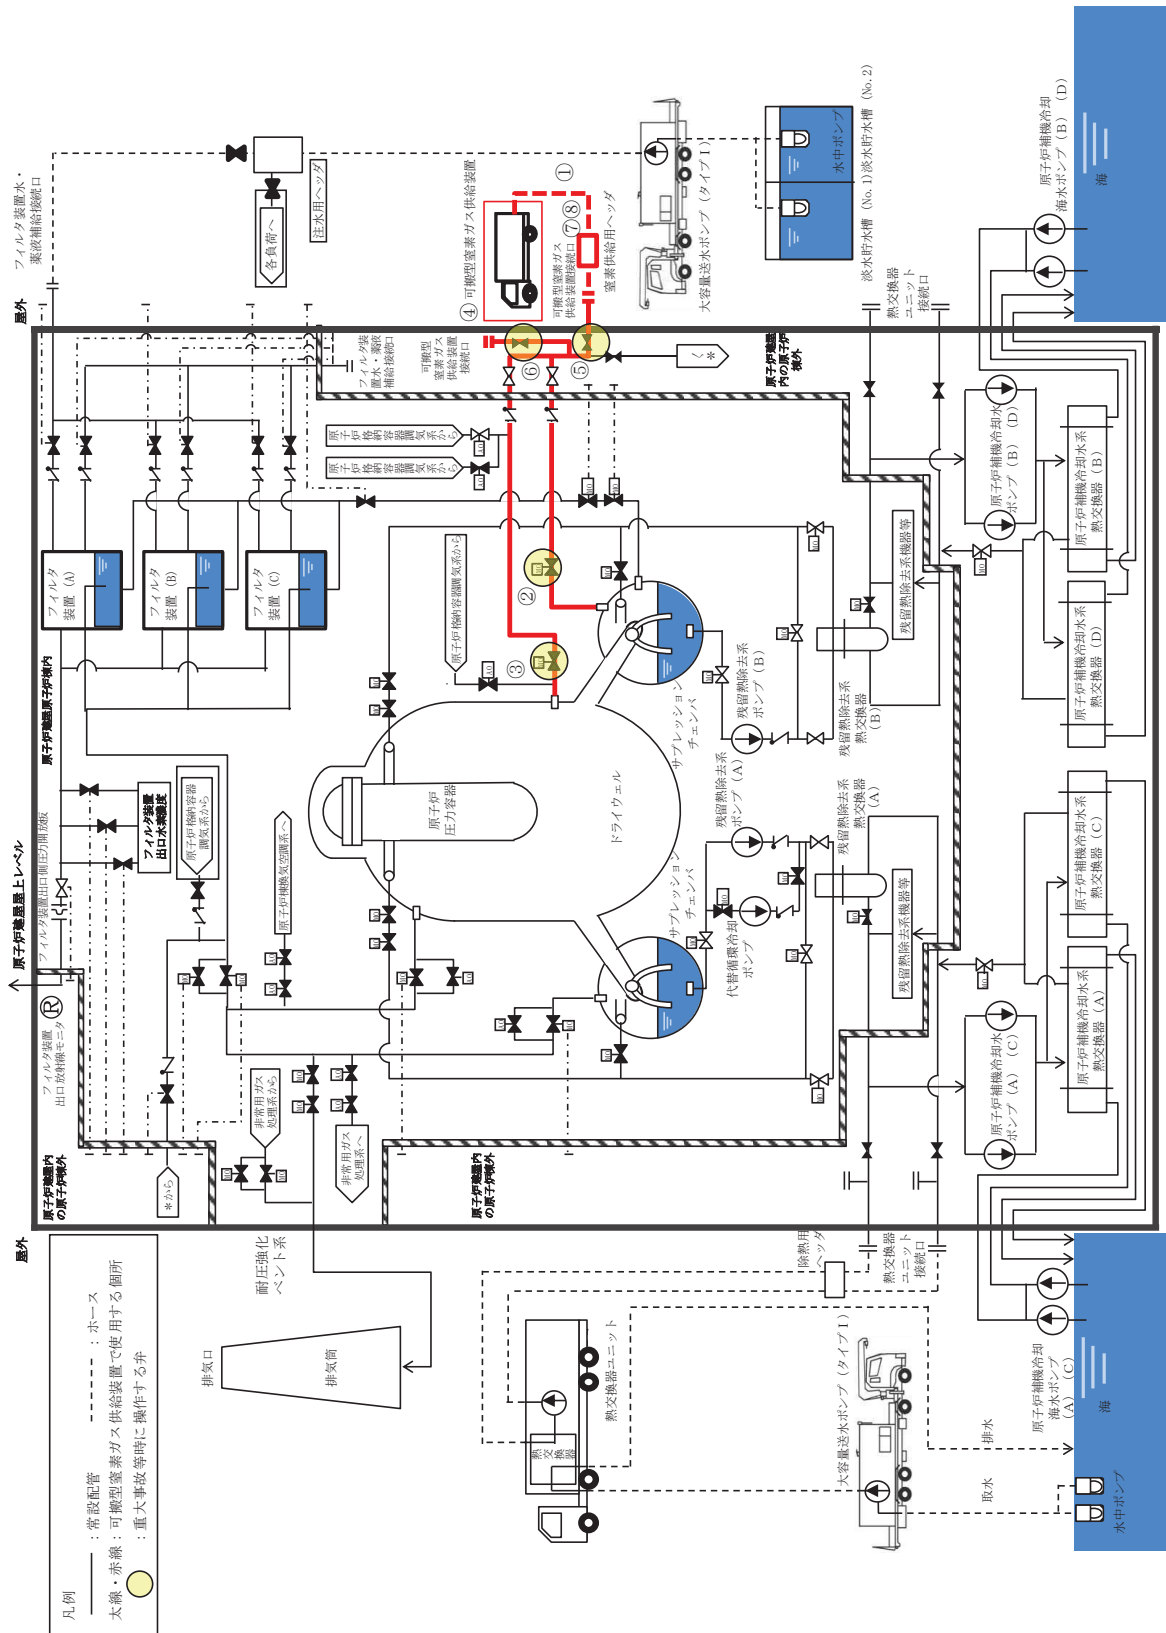 凡例
：常設配管
：ホース
太線・赤線：可搬型窒素ガス供給装置で使用する個所
：重大事故等時に操作する弁
屋外
原子炉建屋屋上レベル
屋外
フィルタ装置水・
薬液補給接続口
各負荷へ
注水用ヘッダ
④
可搬型窒素ガス供給装置
①
⑦⑧
可搬型窒素ガス
供給装置接続口
窒素供給用ヘッダ
大容量送水ポンプ（タイプⅠ）
水中ポンプ
淡水貯水槽（No.1)
淡水貯水槽（No.2）
熱交換器
ユニット
接続口
原子炉補機冷却
海水ポンプ（B）（D）
海
フィルタ装置出口側圧力開放板
Ⓡ
フィルタ装置
出口放射線モニタ
原子炉建屋原子炉棟内
フィルタ
装置（A）
フィルタ
装置（B）
フィルタ
装置（C）
フィルタ装置
出口水素濃度
原子炉格納容器
調気系から
フィルタ装
置水・薬液
補給接続口
可搬型
窒素ガス
供給装置
接続口
⑥
⑤
＊へ
原子炉建屋
内の原子炉
棟外
原子炉格納容器調気系から
原子炉格納容器調気系から
原子炉格納容器調気系から
②
③
原子炉棟換気空調系へ
原子炉
圧力容器
ドライウェル
サプレッション
チェンバ
サプレッション
チェンバ
残留熱除去系
ポンプ（B）
残留熱除去系
ポンプ（A）
代替循環冷却
ポンプ
残留熱除去系
熱交換器
（B）
残留熱除去系
熱交換器
（A）
残留熱除去系機器等
残留熱除去系機器等
原子炉補機冷却水
ポンプ（B）（D）
原子炉補機冷却水系
熱交換器（B）
原子炉補機冷却水系
熱交換器（D）
原子炉補機冷却水系
熱交換器（C）
原子炉補機冷却水系
熱交換器（A）
原子炉補機冷却水
ポンプ（A）（C）
原子炉建屋内
の原子炉棟外
＊から
非常用ガス
処理系から
非常用ガス
処理系へ
原子炉建屋内
の原子炉棟外
耐圧強化
ベント系
排気口
排気筒
除熱用
ヘッダ
熱交換器
ユニット
接続口
熱交換器ユニット
熱交換器
大容量送水ポンプ（タイプⅠ）
排水
取水
水中ポンプ
原子炉補機冷却
海水ポンプ
（A）（C）
海